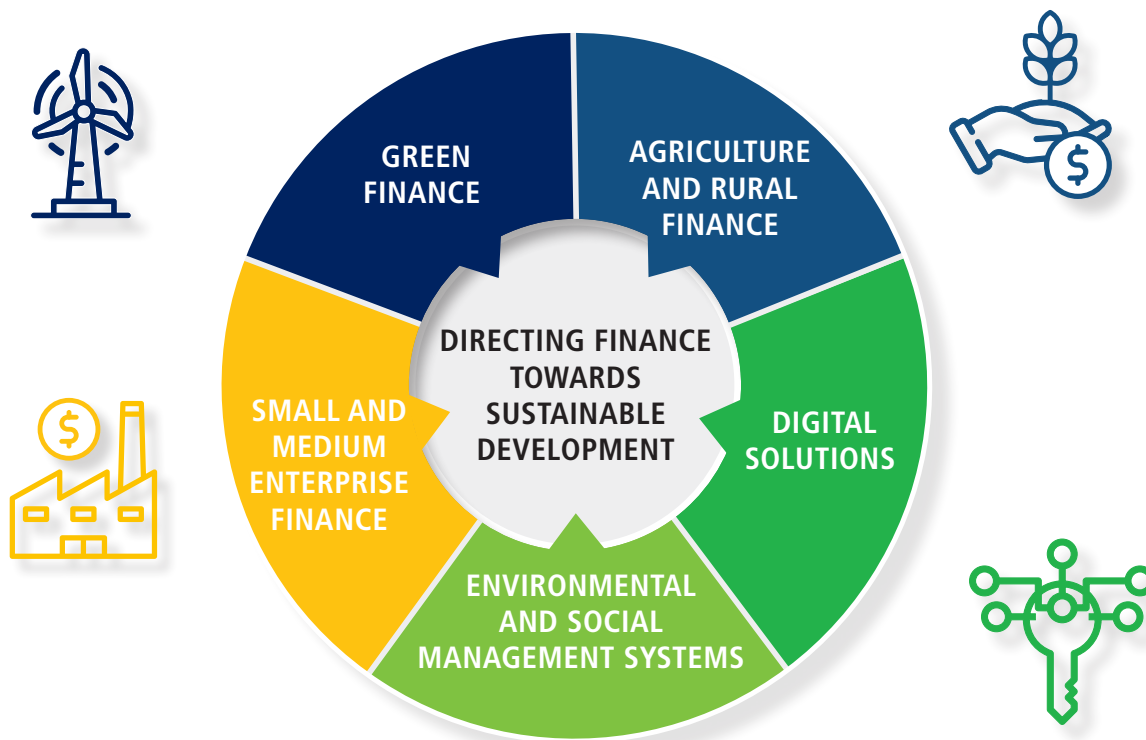 GREEN
FINANCE
AGRICULTURE
AND RURAL
FINANCE
DIRECTING FINANCE
TOWARDS
SUSTAINABLE
DEVELOPMENT
SMALL AND
MEDIUM
ENTERPRISE
FINANCE
DIGITAL
SOLUTIONS
ENVIRONMENTAL
AND SOCIAL
MANAGEMENT SYSTEMS
$
$